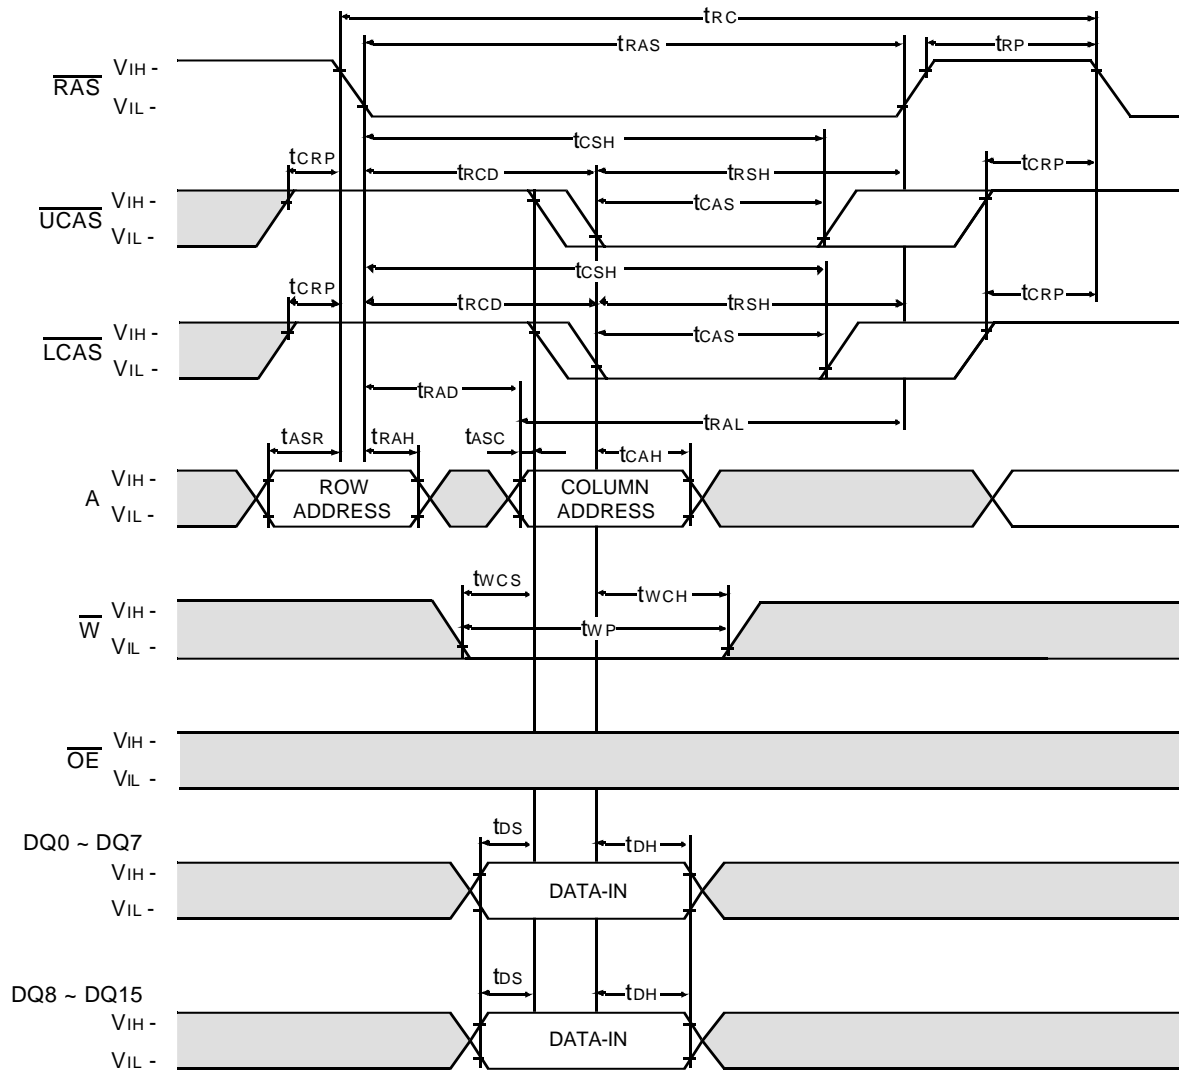 tRC
tRAS
tRP
RAS
VIH -
VIL -
tCSH
tCRP
tRCD
tRSH
tCRP
UCAS
VIH -
tCAS
VIL -
tCSH
tCRP
tRCD
tRSH
tCRP
LCAS
VIH -
tCAS
VIL -
tRAD
tRAL
tASR
tRAH
tASC
tCAH
A
VIH -
VIL -
ROW
ADDRESS
COLUMN
ADDRESS
tWCS
tWCH
W
VIH -
tWP
VIL -
OE
VIH -
VIL -
tDS
tDH
DQ0 ~ DQ7
VIH -
DATA-IN
VIL -
tDS
tDH
DQ8 ~ DQ15
VIH -
DATA-IN
VIL -